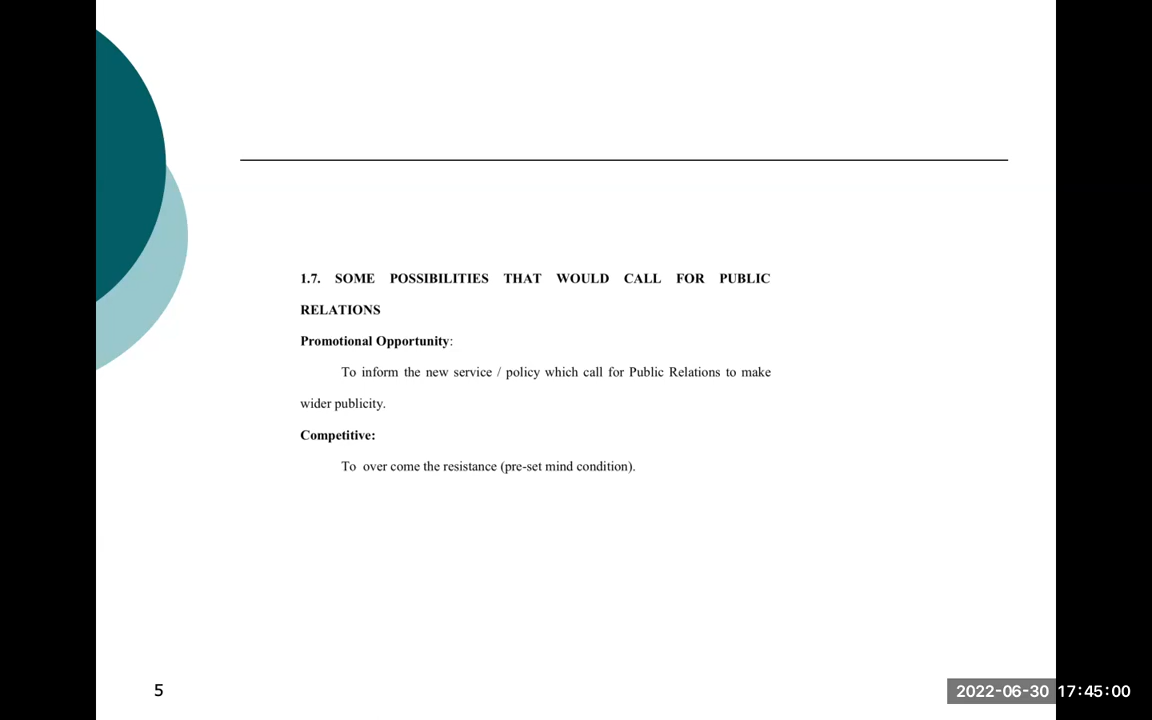 1.7. SOME POSSIBILITIES THAT WOULD CALL FOR PUBLIC
RELATIONS
Promotional Opportunity:
To inform the new service / policy which call for Public Relations to make
wider publicity.
Competitive:
To over come the resistance (pre-set mind condition).
5
2022-06-30 17:45:00